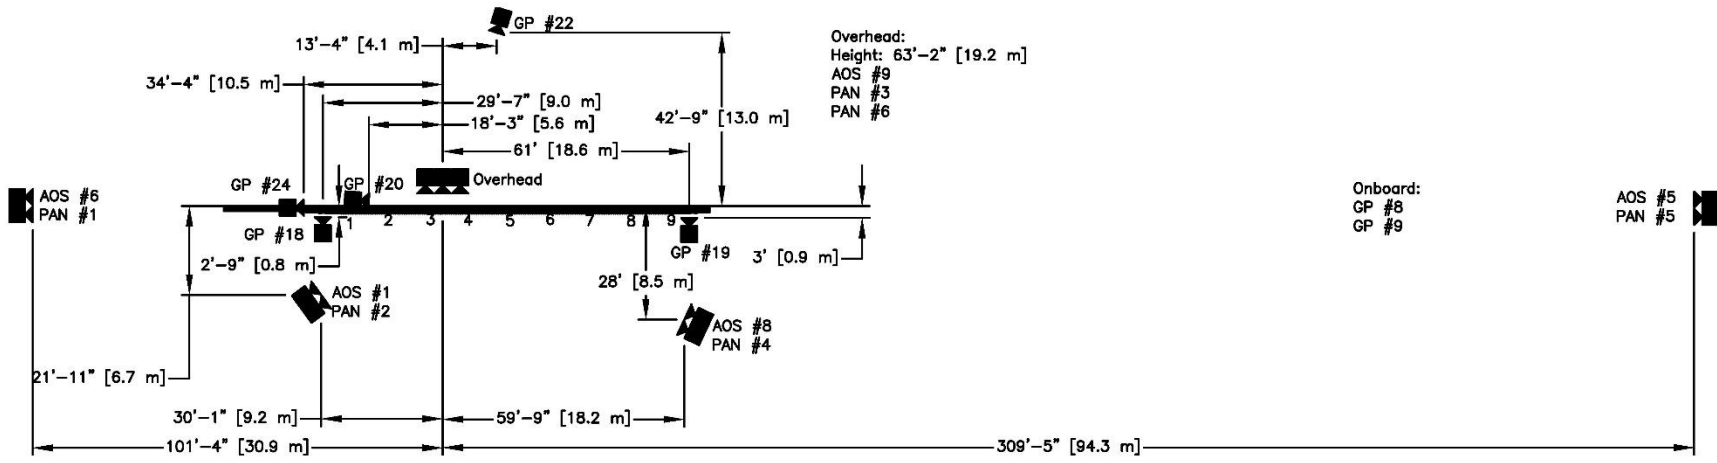 GP #22
13'-4" [4.1 m]
Overhead:
Height: 63'-2" [19.2 m]
AOS #9
PAN #3
PAN #6
34'-4" [10.5 m]
29'-7" [9.0 m]
18'-3" [5.6 m]
42'-9" [13.0 m]
61' [18.6 m]
GP #24
GP #20
Overhead
AOS #6
PAN #1
Onboard:
GP #8
GP #9
AOS #5
PAN #5
1 2 3 4 5 6 7 8 9
GP #18
GP #19
2'-9" [0.8 m]
3' [0.9 m]
28' [8.5 m]
AOS #1
PAN #2
AOS #8
PAN #4
21'-11" [6.7 m]
30'-1" [9.2 m]
59'-9" [18.2 m]
101'-4" [30.9 m]
309'-5" [94.3 m]